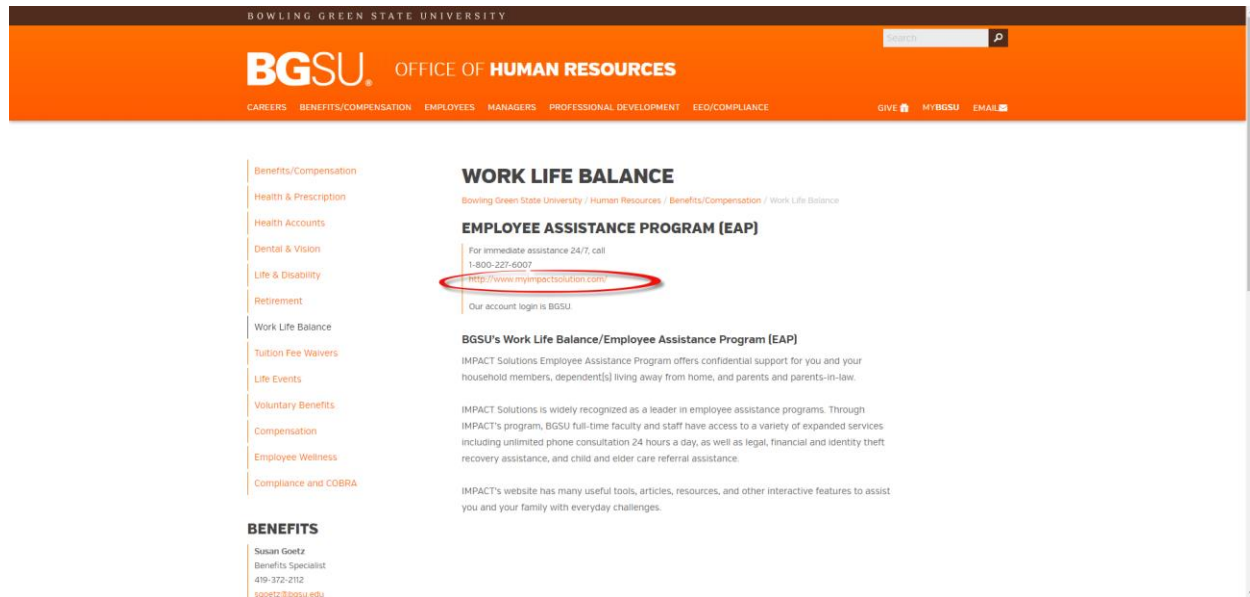 BOWLING GREEN STATE UNIVERSITY
Search
BGSU® OFFICE OF HUMAN RESOURCES
CAREERS BENEFITS/COMPENSATION EMPLOYEES MANAGERS PROFESSIONAL DEVELOPMENT EEO/COMPLIANCE GIVE MYBGSU EMAIL
Benefits/Compensation
Health & Prescription
Health Accounts
Dental & Vision
Life & Disability
Retirement
Work Life Balance
Tuition Fee Waivers
Life Events
Voluntary Benefits
Compensation
Employee Wellness
Compliance and COBRA
BENEFITS
Susan Goetz
Benefits Specialist
419-372-2112
sgoetz@bgsu.edu
WORK LIFE BALANCE
Bowling Green State University / Human Resources / Benefits/Compensation / Work Life Balance
EMPLOYEE ASSISTANCE PROGRAM (EAP)
For immediate assistance 24/7, call
1-800-227-6007
http://www.myimpactsolution.com/
Our account login is BGSU.
BGSU's Work Life Balance/Employee Assistance Program (EAP)
IMPACT Solutions Employee Assistance Program offers confidential support for you and your
household members, dependent(s) living away from home, and parents and parents-in-law.
IMPACT Solutions is widely recognized as a leader in employee assistance programs. Through
IMPACT's program, BGSU full-time faculty and staff have access to a variety of expanded services
including unlimited phone consultation 24 hours a day, as well as legal, financial and identity theft
recovery assistance, and child and elder care referral assistance.
IMPACT's website has many useful tools, articles, resources, and other interactive features to assist
you and your family with everyday challenges.